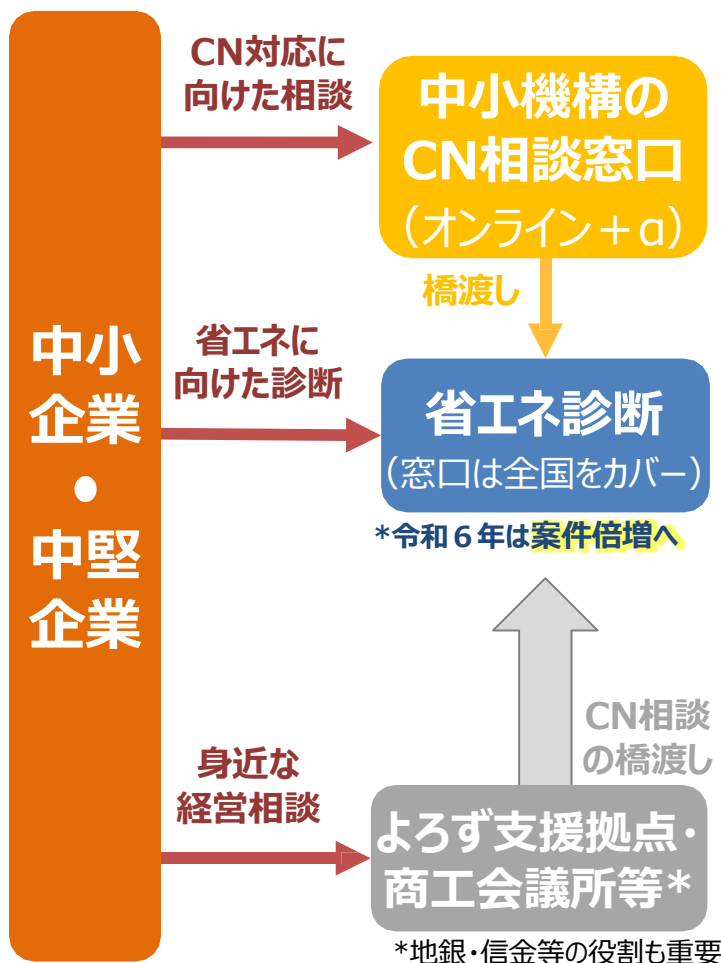 中小
企業
・
中堅
企業
CN対応に
向けた相談
中小機構の
CN相談窓口
（オンライン＋α）
橋渡し
省エネに
向けた診断
省エネ診断
（窓口は全国をカバー）
*令和６年は案件倍増へ
CN相談
の橋渡し
身近な
経営相談
よろず支援拠点・
商工会議所等*
*地銀・信金等の役割も重要